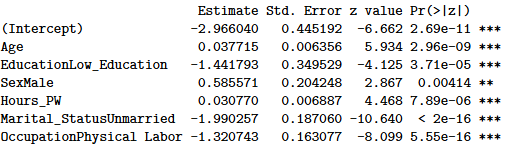 Estimate Std. Error z value Pr(>|z|)
(Intercept) -2.966040 0.445192 -6.662 2.69e-11 ***
Age 0.037715 0.006356 5.934 2.96e-09 ***
EducationLow_Education -1.441793 0.349529 -4.125 3.71e-05 ***
SexMale 0.585571 0.204248 2.867 0.00414 **
Hours_PW 0.030770 0.006887 4.468 7.89e-06 ***
Marital_StatusUnmarried -1.990257 0.187060 -10.640 < 2e-16 ***
OccupationPhysical Labor -1.320743 0.163077 -8.099 5.55e-16 ***